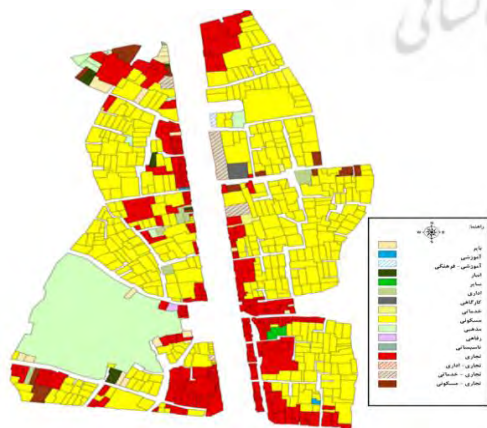 راهنما:
بایر
آموزشی
آموزشی - فرهنگی
انبار
سایر
اداری
کارگاهی
خدماتی
مسکونی
مذهبی
رفاهی
تاسیساتی
تجاری
تجاری - اداری
تجاری - خدماتی
تجاری - مسکونی